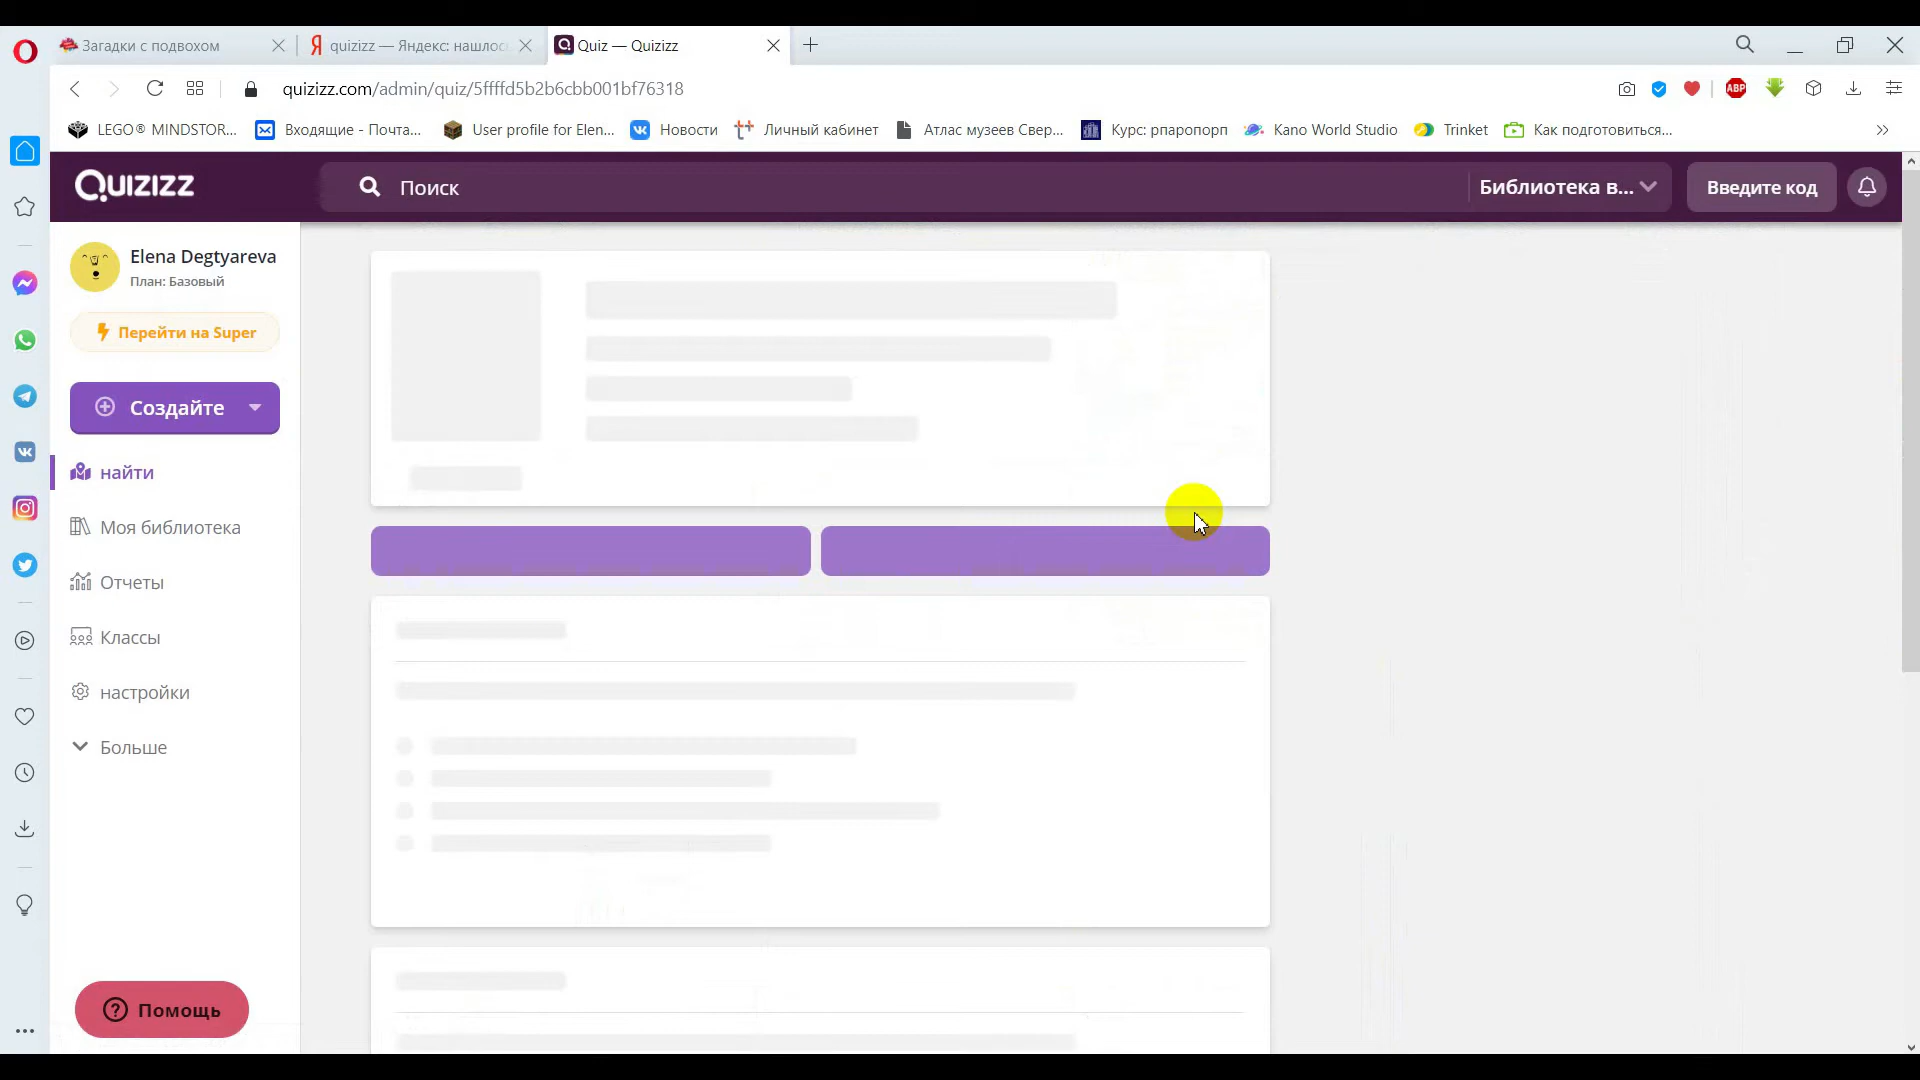 Загадки с подвохом
quizizz — Яндекс: нашлос
Quiz — Quizizz
quizizz.com/admin/quiz/5ffffd5b2b6cbb001bf76318
ABP
LEGO® MINDSTOR...
Входящие - Почта...
User profile for Elen...
Новости
Личный кабинет
Атлас музеев Свер...
Курс: рпаропорп
Kano World Studio
Trinket
Как подготовиться...
Quizizz
Поиск
Библиотека в...
Введите код
Elena Degtyareva
План: Базовый
Перейти на Super
Создайте
найти
Моя библиотека
Отчеты
Классы
настройки
Больше
Помощь